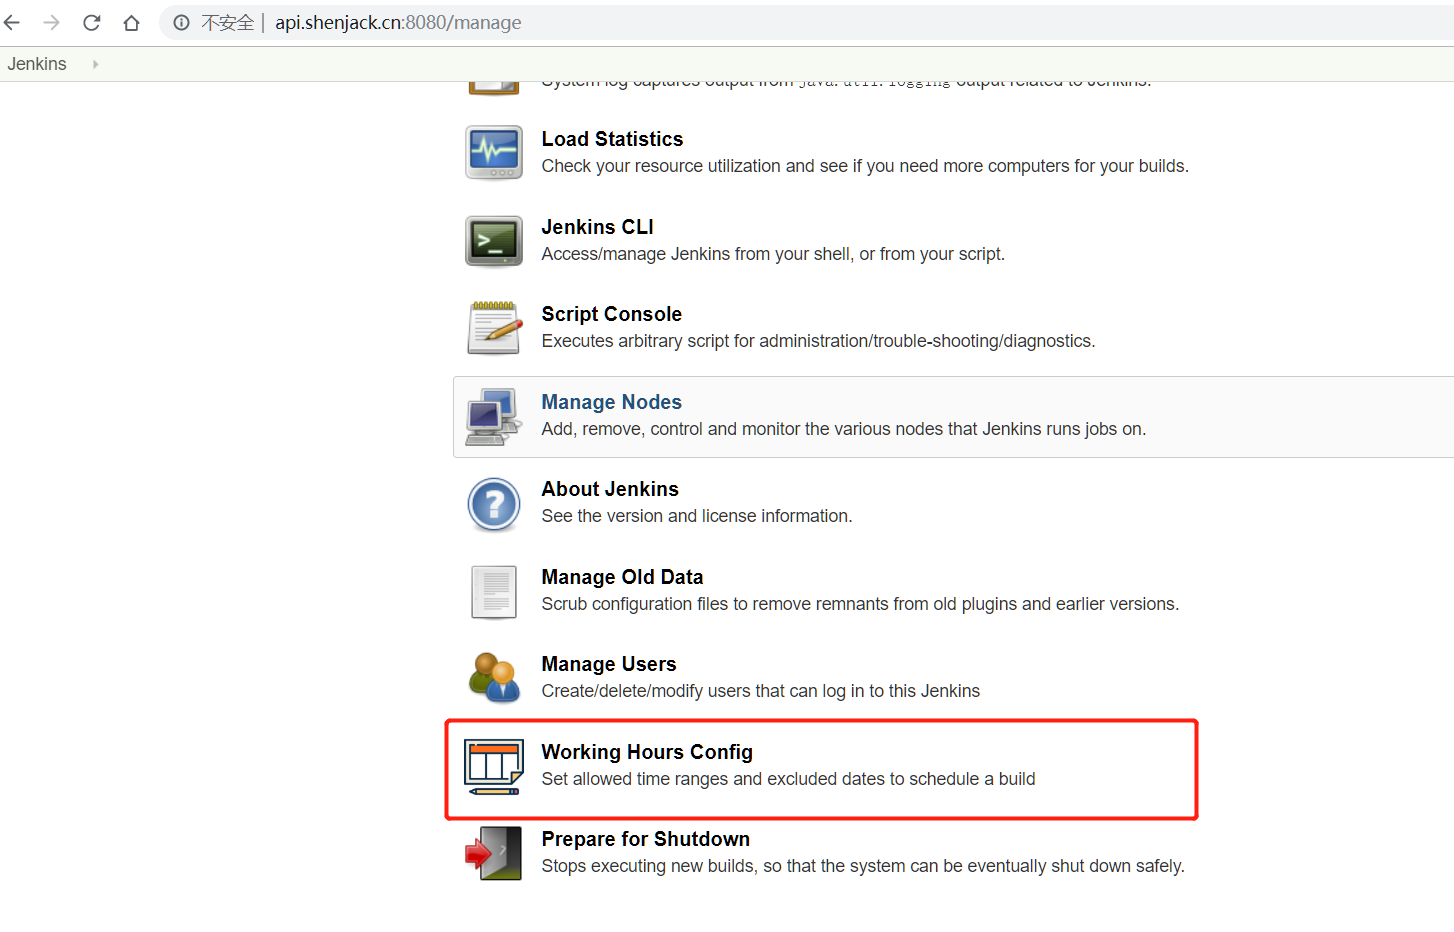 不安全 | api.shenjack.cn:8080/manage
Jenkins
System log captures output from java.util.logging output related to Jenkins.
Load Statistics
Check your resource utilization and see if you need more computers for your builds.
Jenkins CLI
Access/manage Jenkins from your shell, or from your script.
Script Console
Executes arbitrary script for administration/trouble-shooting/diagnostics.
Manage Nodes
Add, remove, control and monitor the various nodes that Jenkins runs jobs on.
About Jenkins
See the version and license information.
Manage Old Data
Scrub configuration files to remove remnants from old plugins and earlier versions.
Manage Users
Create/delete/modify users that can log in to this Jenkins
Working Hours Config
Set allowed time ranges and excluded dates to schedule a build
Prepare for Shutdown
Stops executing new builds, so that the system can be eventually shut down safely.